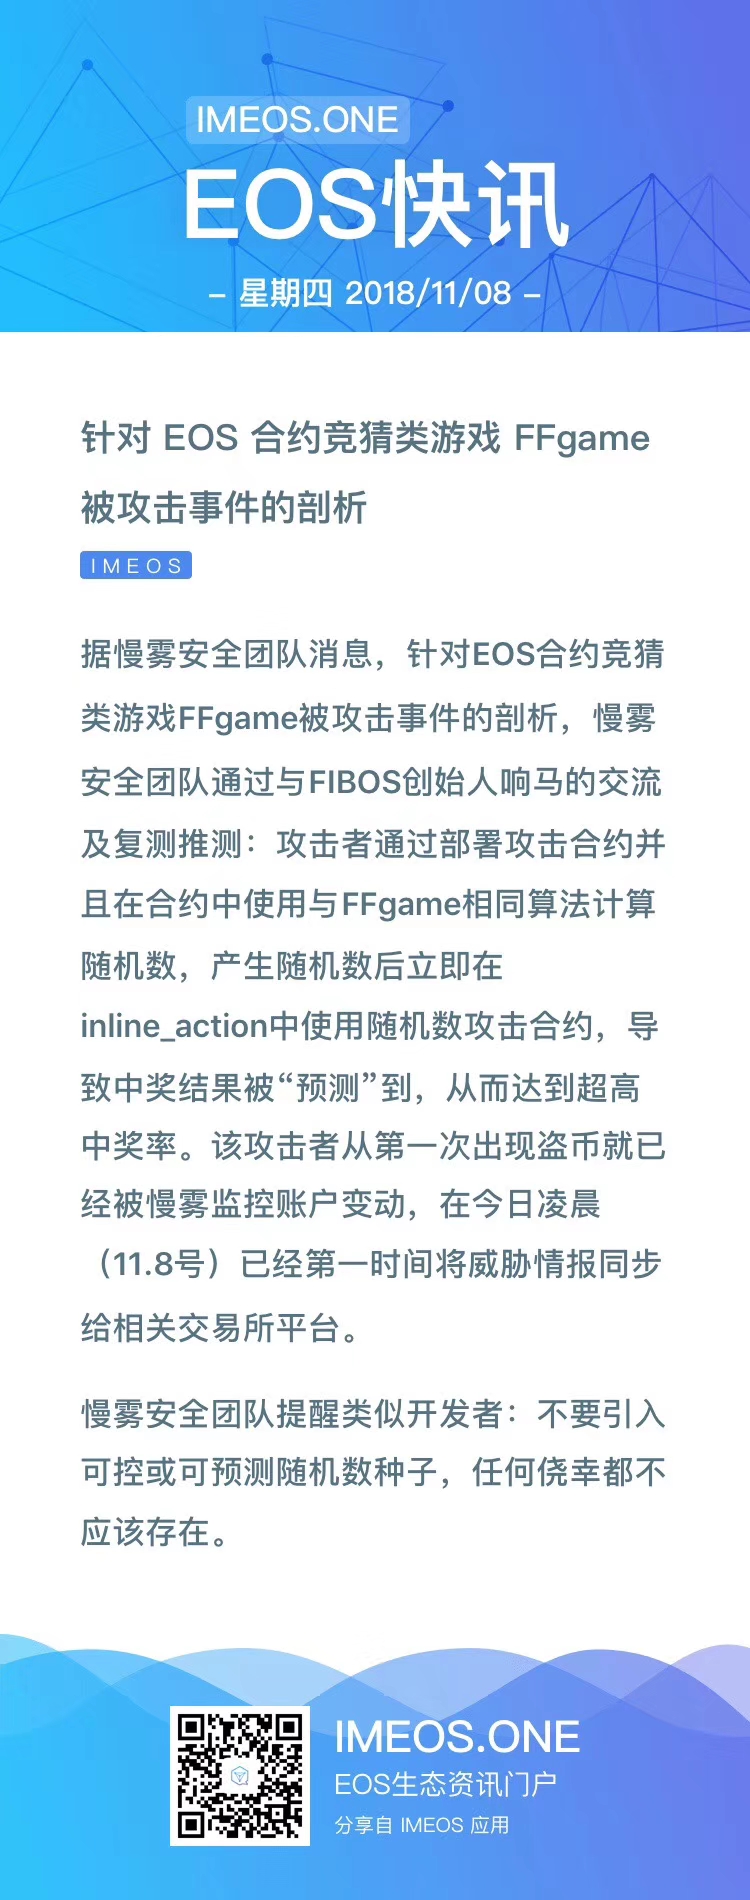 IMEOS.ONE
EOS快讯
– 星期四 2018/11/08 –
针对 EOS 合约竞猜类游戏 FFgame
被攻击事件的剖析
IMEOS
据慢雾安全团队消息，针对EOS合约竞猜
类游戏FFgame被攻击事件的剖析，慢雾
安全团队通过与FIBOS创始人响马的交流
及复测推测：攻击者通过部署攻击合约并
且在合约中使用与FFgame相同算法计算
随机数，产生随机数后立即在
inline_action中使用随机数攻击合约，导
致中奖结果被“预测”到，从而达到超高
中奖率。该攻击者从第一次出现盗币就已
经被慢雾监控账户变动，在今日凌晨
（11.8号）已经第一时间将威胁情报同步
给相关交易所平台。
慢雾安全团队提醒类似开发者：不要引入
可控或可预测随机数种子，任何侥幸都不
应该存在。
IMEOS.ONE
EOS生态资讯门户
分享自 IMEOS 应用